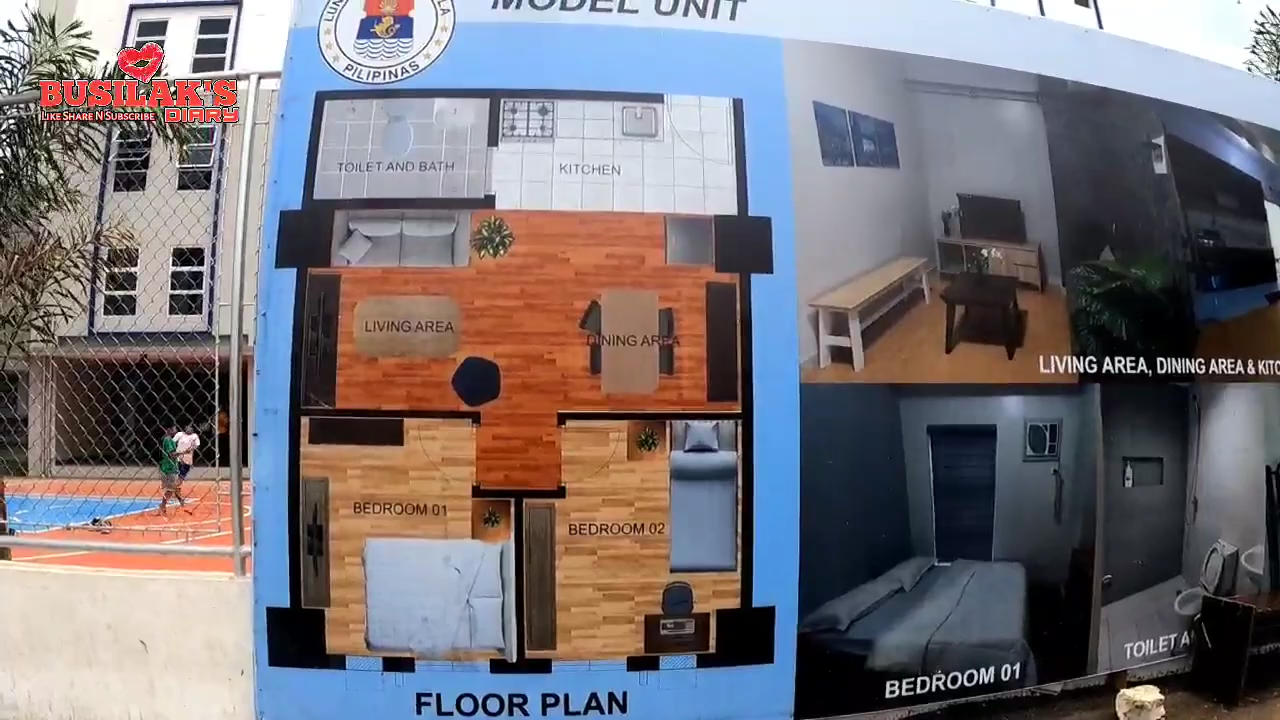 MODEL UNIT
PILIPINAS
BUSILAK'S
LIKE SHARE N SUBSCRIBE DIARY
TOILET AND BATH
KITCHEN
LIVING AREA
DINING AREA
BEDROOM 01
BEDROOM 02
FLOOR PLAN
LIVING AREA, DINING AREA &
BEDROOM 01
TOILET